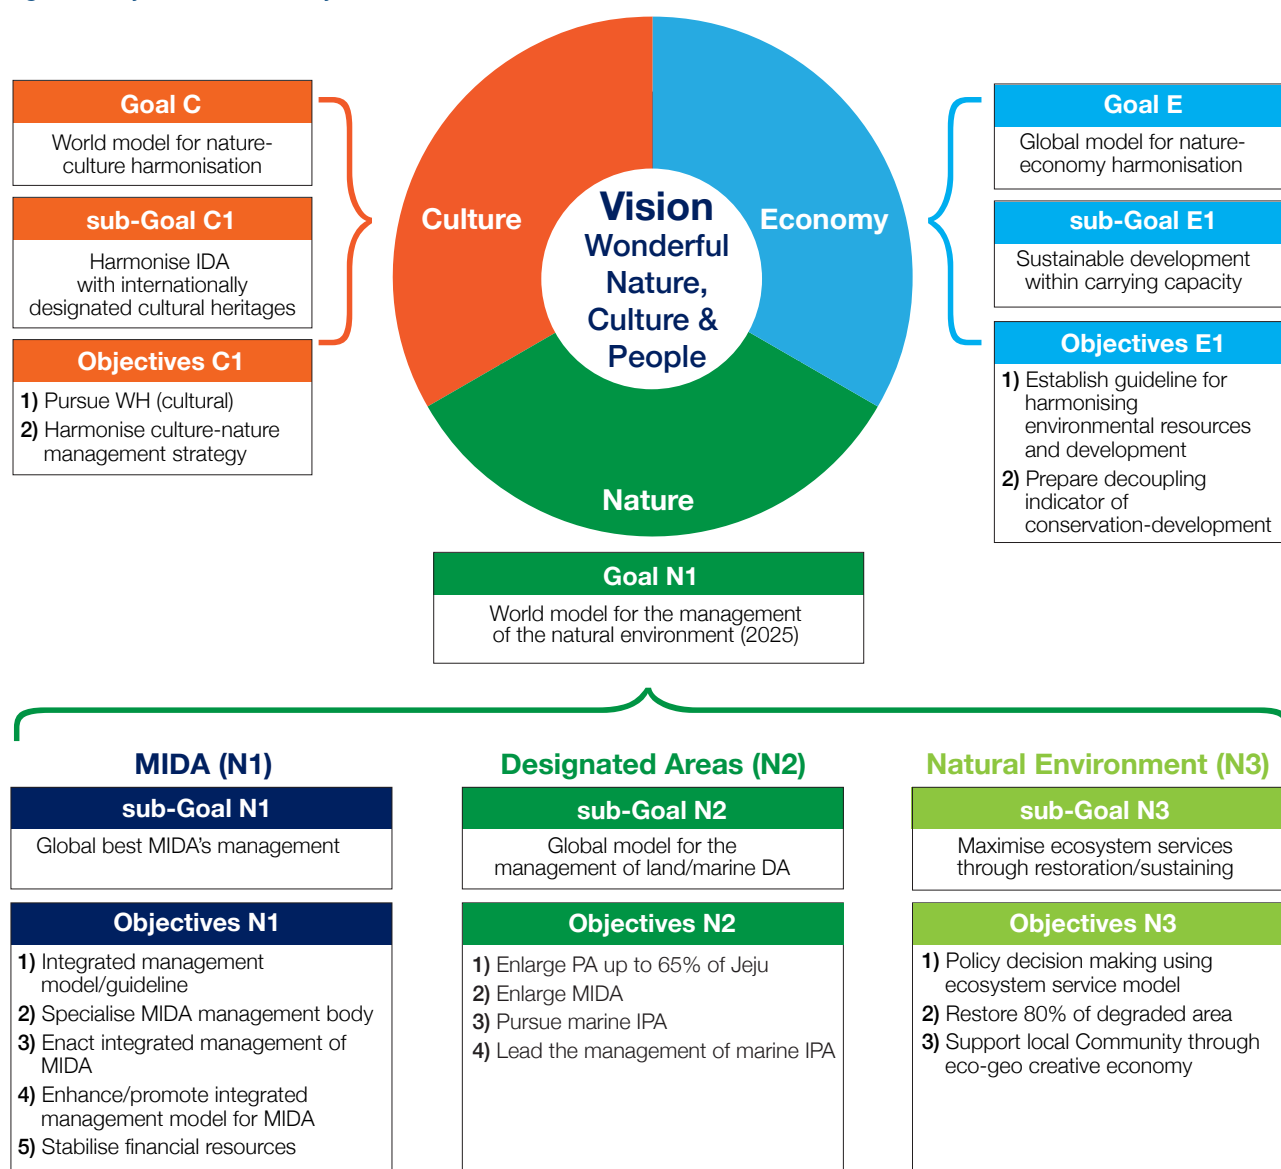 Goal C
World model for nature-
culture harmonisation
sub-Goal C1
Harmonise IDA
with internationally
designated cultural heritages
Objectives C1
1) Pursue WH (cultural)
2) Harmonise culture-nature
management strategy
Culture
Economy
Nature
Vision
Wonderful
Nature,
Culture &
People
Goal E
Global model for nature-
economy harmonisation
sub-Goal E1
Sustainable development
within carrying capacity
Objectives E1
1) Establish guideline for
harmonising
environmental resources
and development
2) Prepare decoupling
indicator of
conservation-development
Goal N1
World model for the management
of the natural environment (2025)
MIDA (N1)
sub-Goal N1
Global best MIDA's management
Objectives N1
1) Integrated management
model/guideline
2) Specialise MIDA management body
3) Enact integrated management of
MIDA
4) Enhance/promote integrated
management model for MIDA
5) Stabilise financial resources
Designated Areas (N2)
sub-Goal N2
Global model for the
management of land/marine DA
Objectives N2
1) Enlarge PA up to 65% of Jeju
2) Enlarge MIDA
3) Pursue marine IPA
4) Lead the management of marine IPA
Natural Environment (N3)
sub-Goal N3
Maximise ecosystem services
through restoration/sustaining
Objectives N3
1) Policy decision making using
ecosystem service model
2) Restore 80% of degraded area
3) Support local Community through
eco-geo creative economy